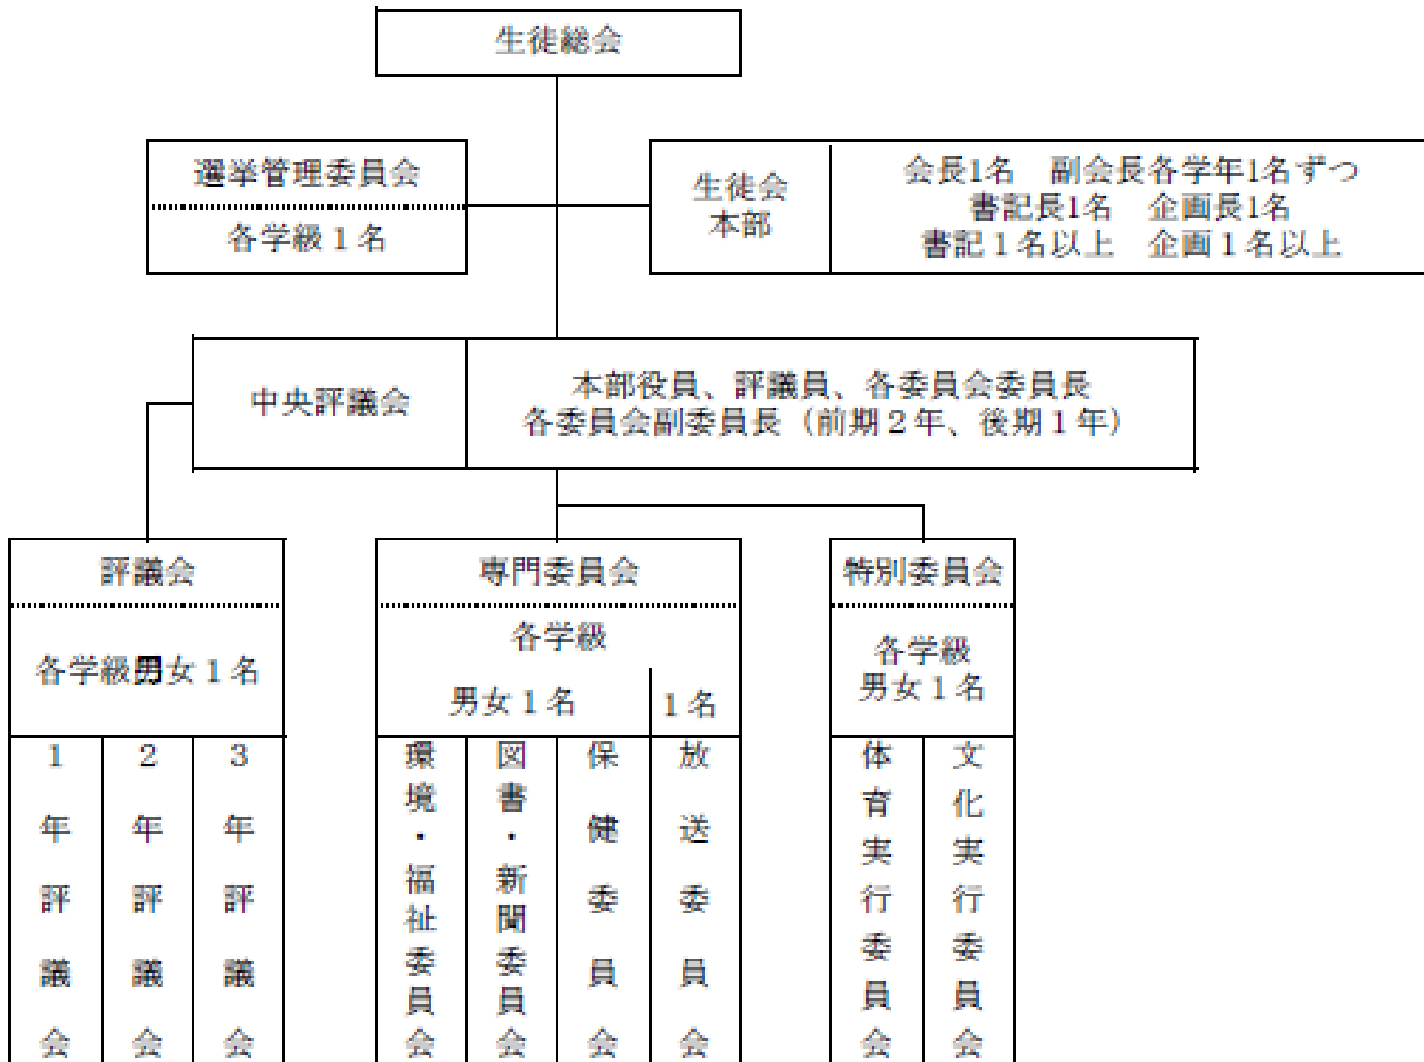 生徒総会
選挙管理委員会
各学級１名
生徒会
本部
会長1名　副会長各学年1名ずつ
書記長1名　企画長1名
書記１名以上　企画１名以上
中央評議会
本部役員、評議員、各委員会委員長
各委員会副委員長（前期２年、後期１年）
評議会
各学級男女１名
1年評議会
2年評議会
3年評議会
専門委員会
各学級
男女１名
１名
環境・福祉委員会
図書・新聞委員会
保健委員会
放送委員会
特別委員会
各学級
男女１名
体育実行委員会
文化実行委員会